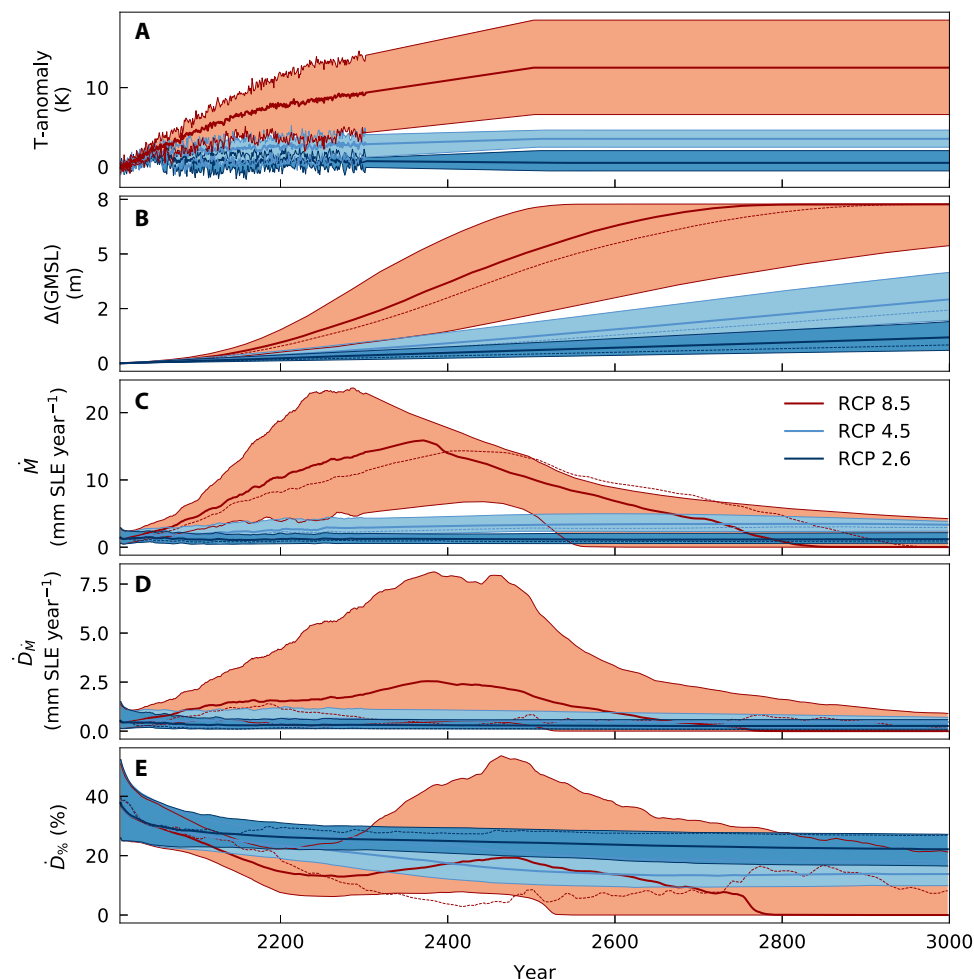 A
T-anomaly
(K)
10
0
B
Δ(GMSL)
(m)
8
5
2
0
C
Ṁ
(mm SLE year⁻¹)
20
10
0
RCP 8.5
RCP 4.5
RCP 2.6
D
Ḋ_Ṁ
(mm SLE year⁻¹)
7.5
5.0
2.5
0.0
E
Ḋ_% (%)
40
20
0
2200
2400
2600
2800
3000
Year